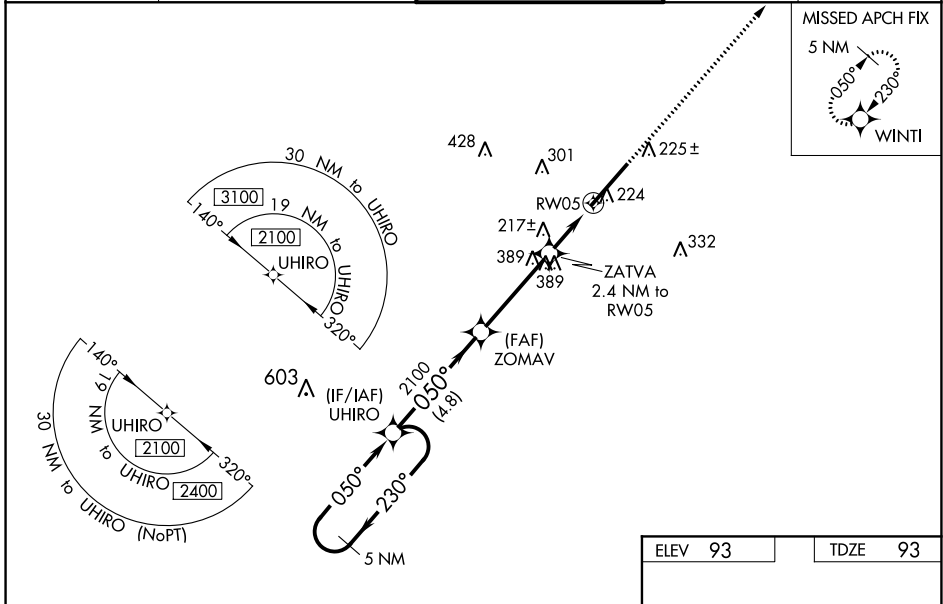 MISSED APCH FIX
5 NM
050°
230°
WINTI
428
301
225±
30 NM to UHIRO
3100
19 NM to UHIRO
140°
2100
UHIRO
320°
RW05
224
217±
389
389
332
ZATVA
2.4 NM to
RW05
(FAF)
ZOMAV
2100
050°
(4.8)
603
(IF/IAF)
UHIRO
140°
19 NM to UHIRO
UHIRO
2100
320°
2400
30 NM to UHIRO (NoPT)
050°
230°
5 NM
ELEV 93
TDZE 93